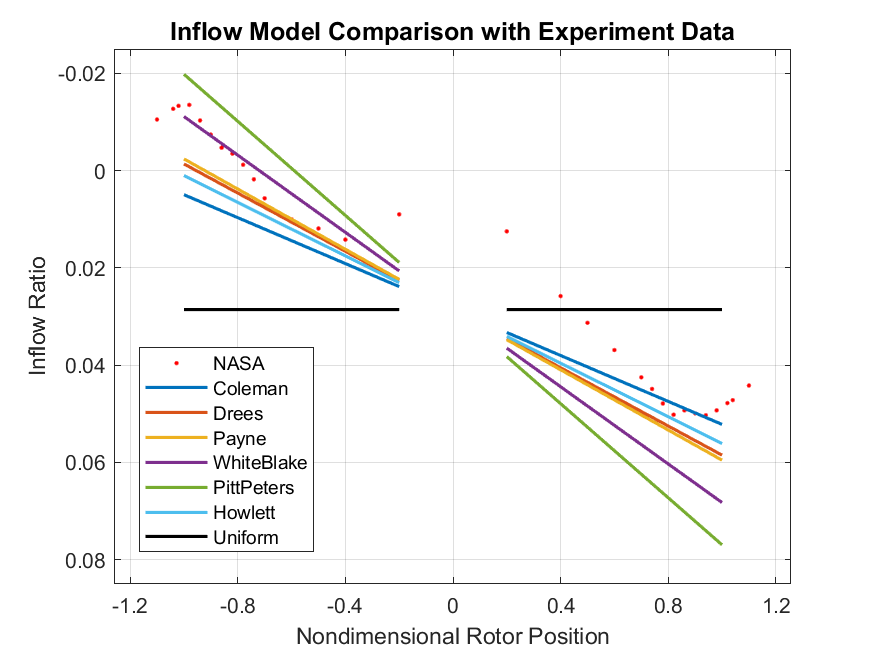 Inflow Model Comparison with Experiment Data
-0.02
0
0.02
0.04
0.06
0.08
Inflow Ratio
NASA
Coleman
Drees
Payne
WhiteBlake
PittPeters
Howlett
Uniform
-1.2 -0.8 -0.4 0 0.4 0.8 1.2
Nondimensional Rotor Position